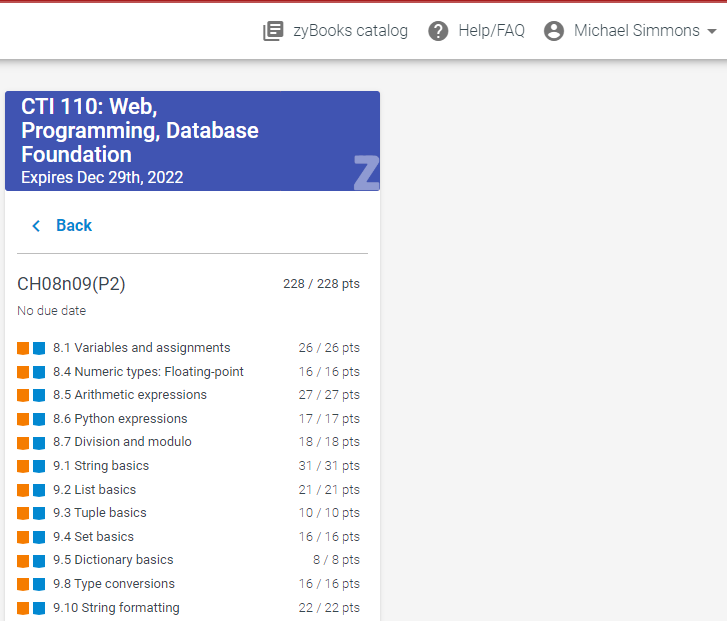 zyBooks catalog ? Help/FAQ Michael Simmons
CTI 110: Web,
Programming, Database
Foundation
Expires Dec 29th, 2022
Z
Back
CH08n09(P2) 228 / 228 pts
No due date
8.1 Variables and assignments 26 / 26 pts
8.4 Numeric types: Floating-point 16 / 16 pts
8.5 Arithmetic expressions 27 / 27 pts
8.6 Python expressions 17 / 17 pts
8.7 Division and modulo 18 / 18 pts
9.1 String basics 31 / 31 pts
9.2 List basics 21 / 21 pts
9.3 Tuple basics 10 / 10 pts
9.4 Set basics 16 / 16 pts
9.5 Dictionary basics 8 / 8 pts
9.8 Type conversions 16 / 16 pts
9.10 String formatting 22 / 22 pts